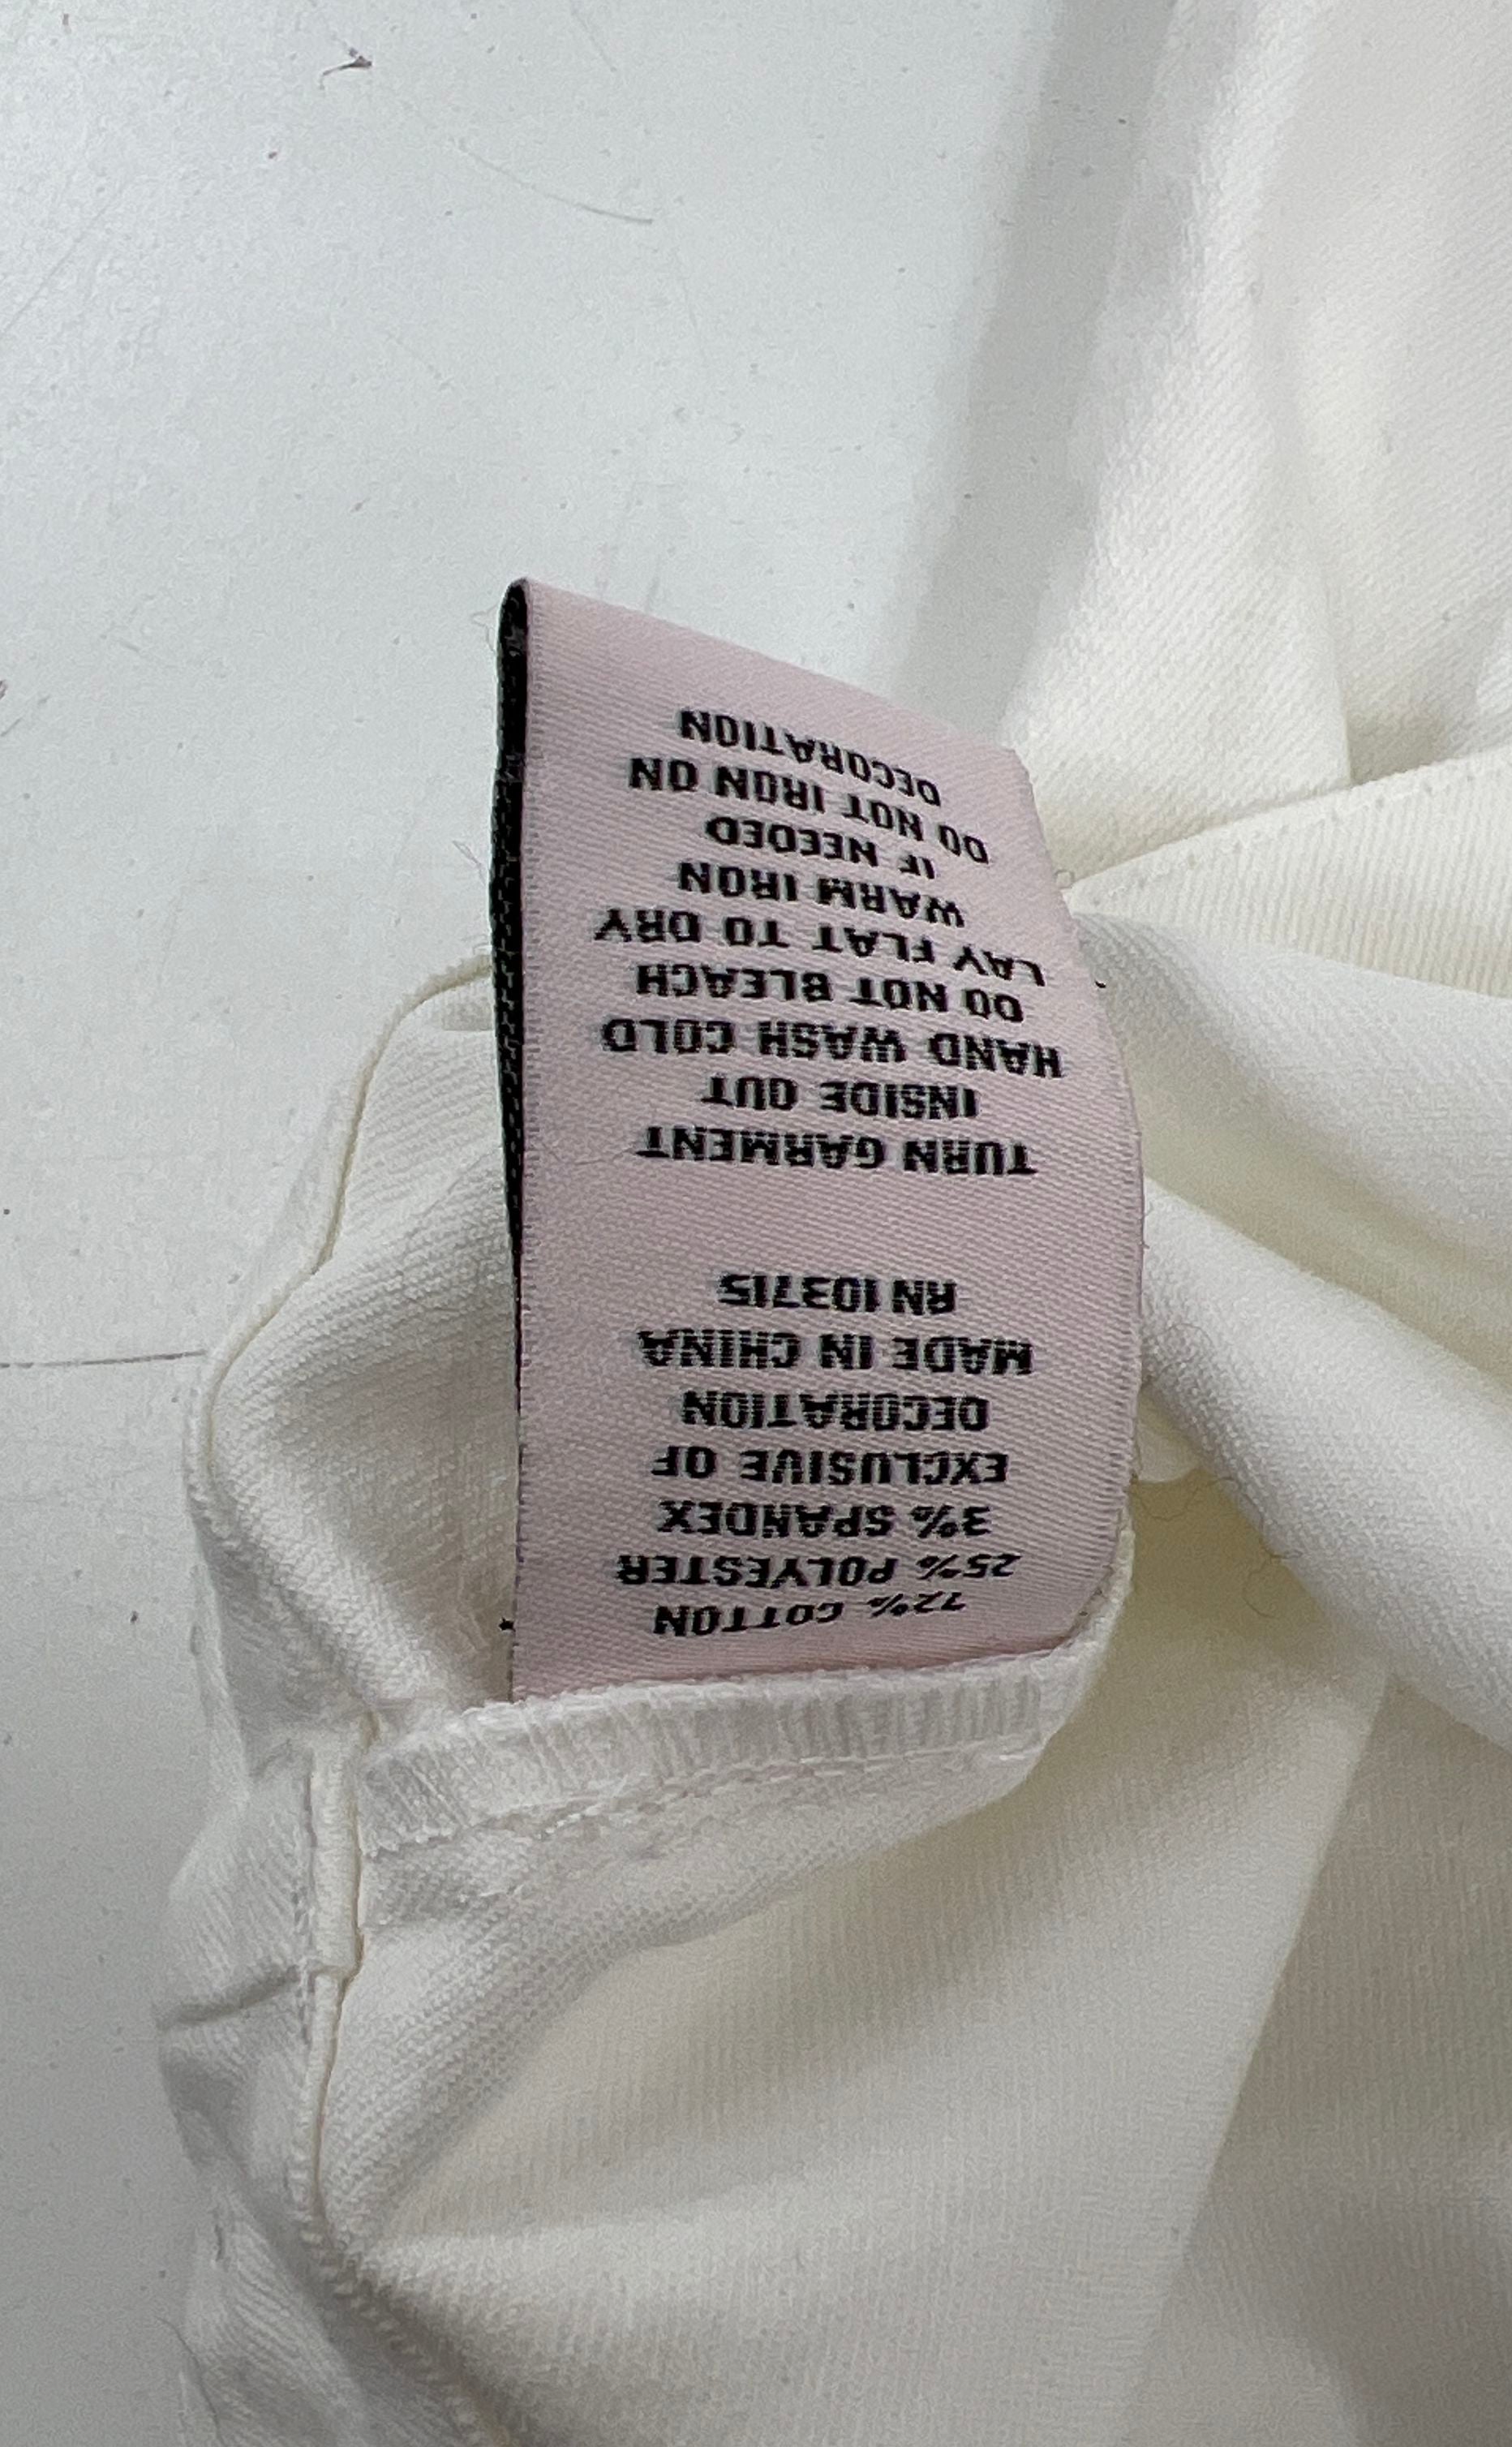 72% COTTON
25% POLYESTER
3% SPANDEX
EXCLUSIVE OF
DECORATION
MADE IN CHINA
RN 103715
TURN GARMENT
INSIDE OUT
HAND WASH COLD
DO NOT BLEACH
LAY FLAT TO DRY
WARM IRON
IF NEEDED
DO NOT IRON ON
DECORATION